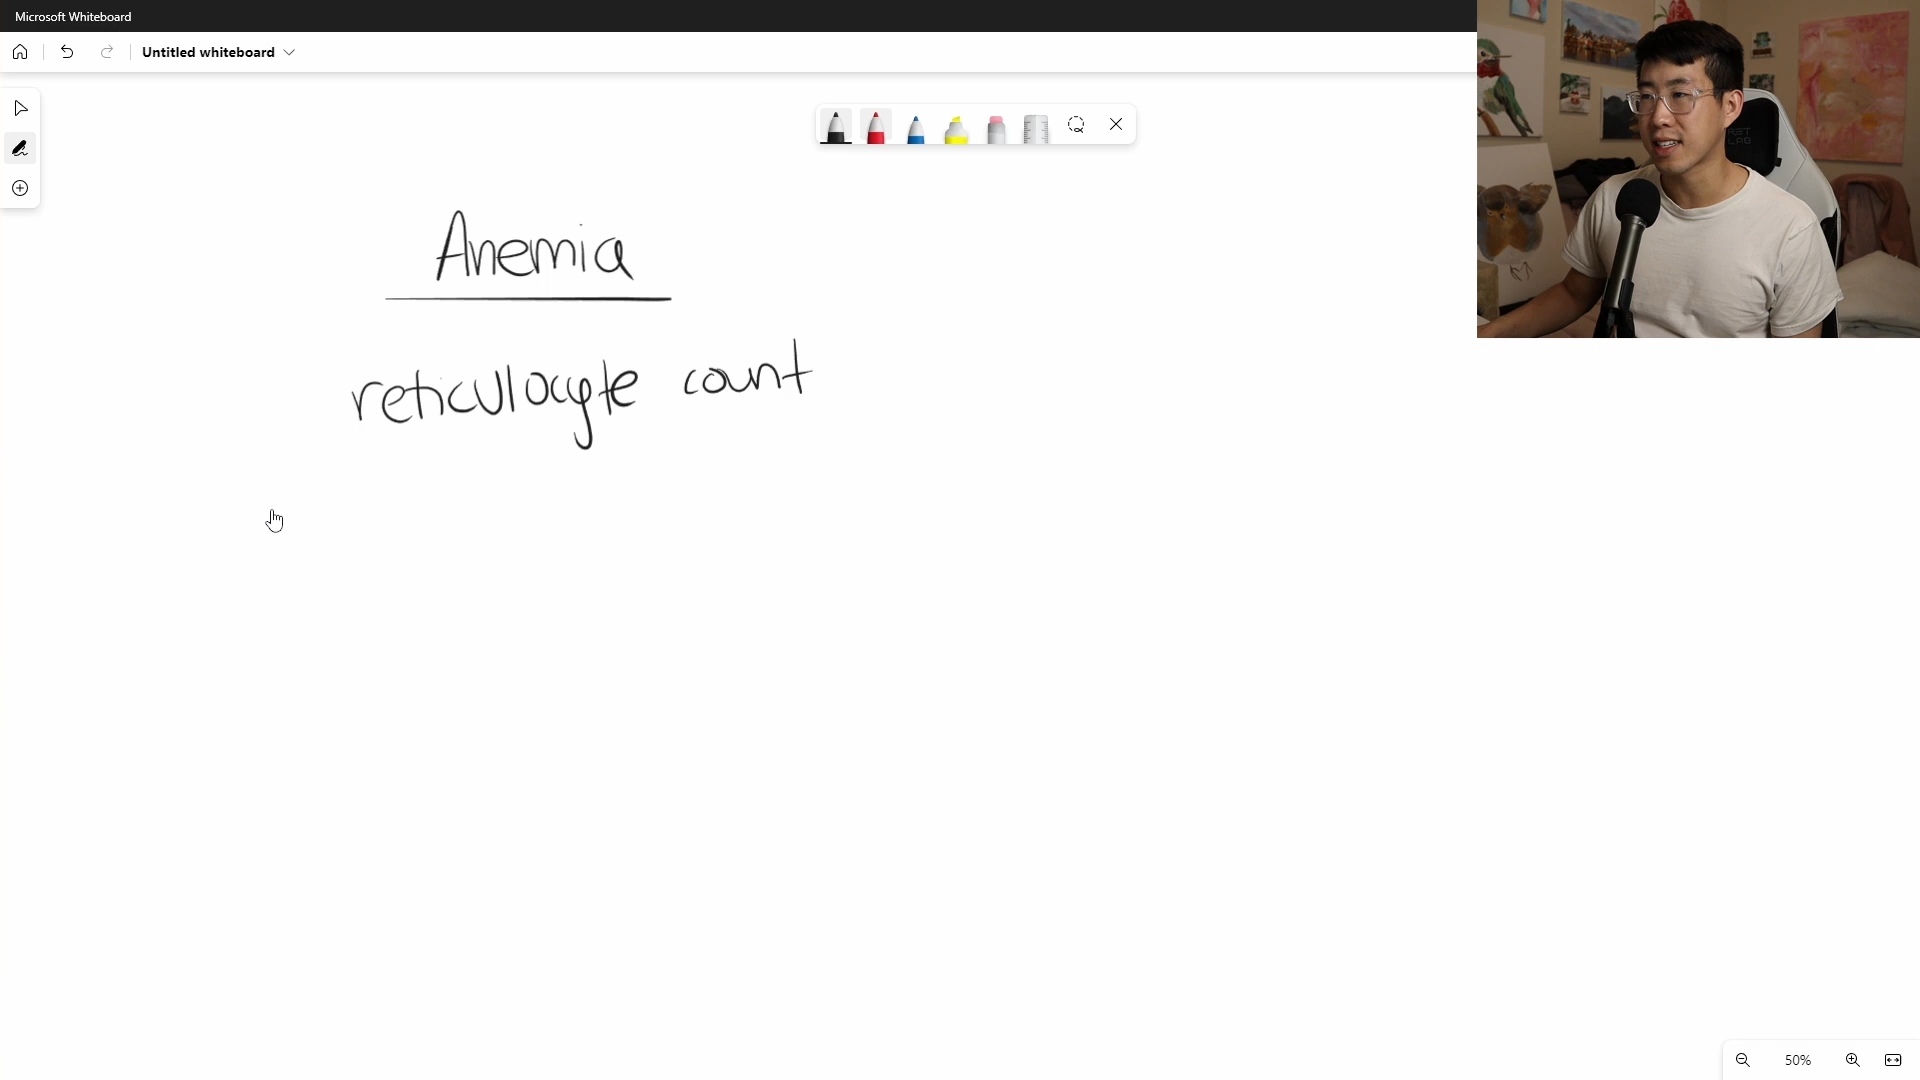 Microsoft Whiteboard
Untitled whiteboard
Anemia
reticulocyte count
50%